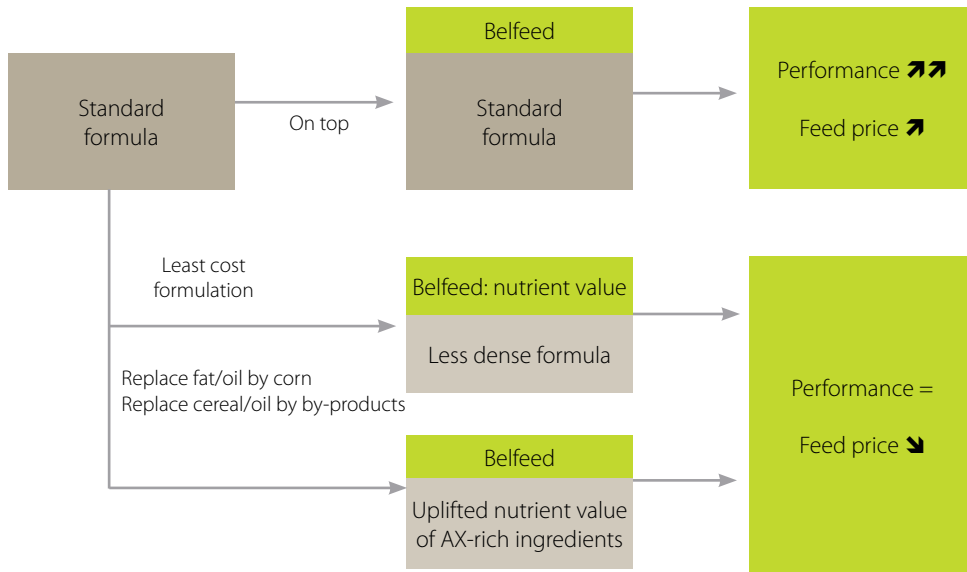 Belfeed
Standard
formula
On top
Standard
formula
Performance ↗↗
Feed price ↗
Least cost
formulation
Belfeed: nutrient value
Less dense formula
Replace fat/oil by corn
Replace cereal/oil by by-products
Performance =
Feed price ↘
Belfeed
Uplifted nutrient value
of AX-rich ingredients